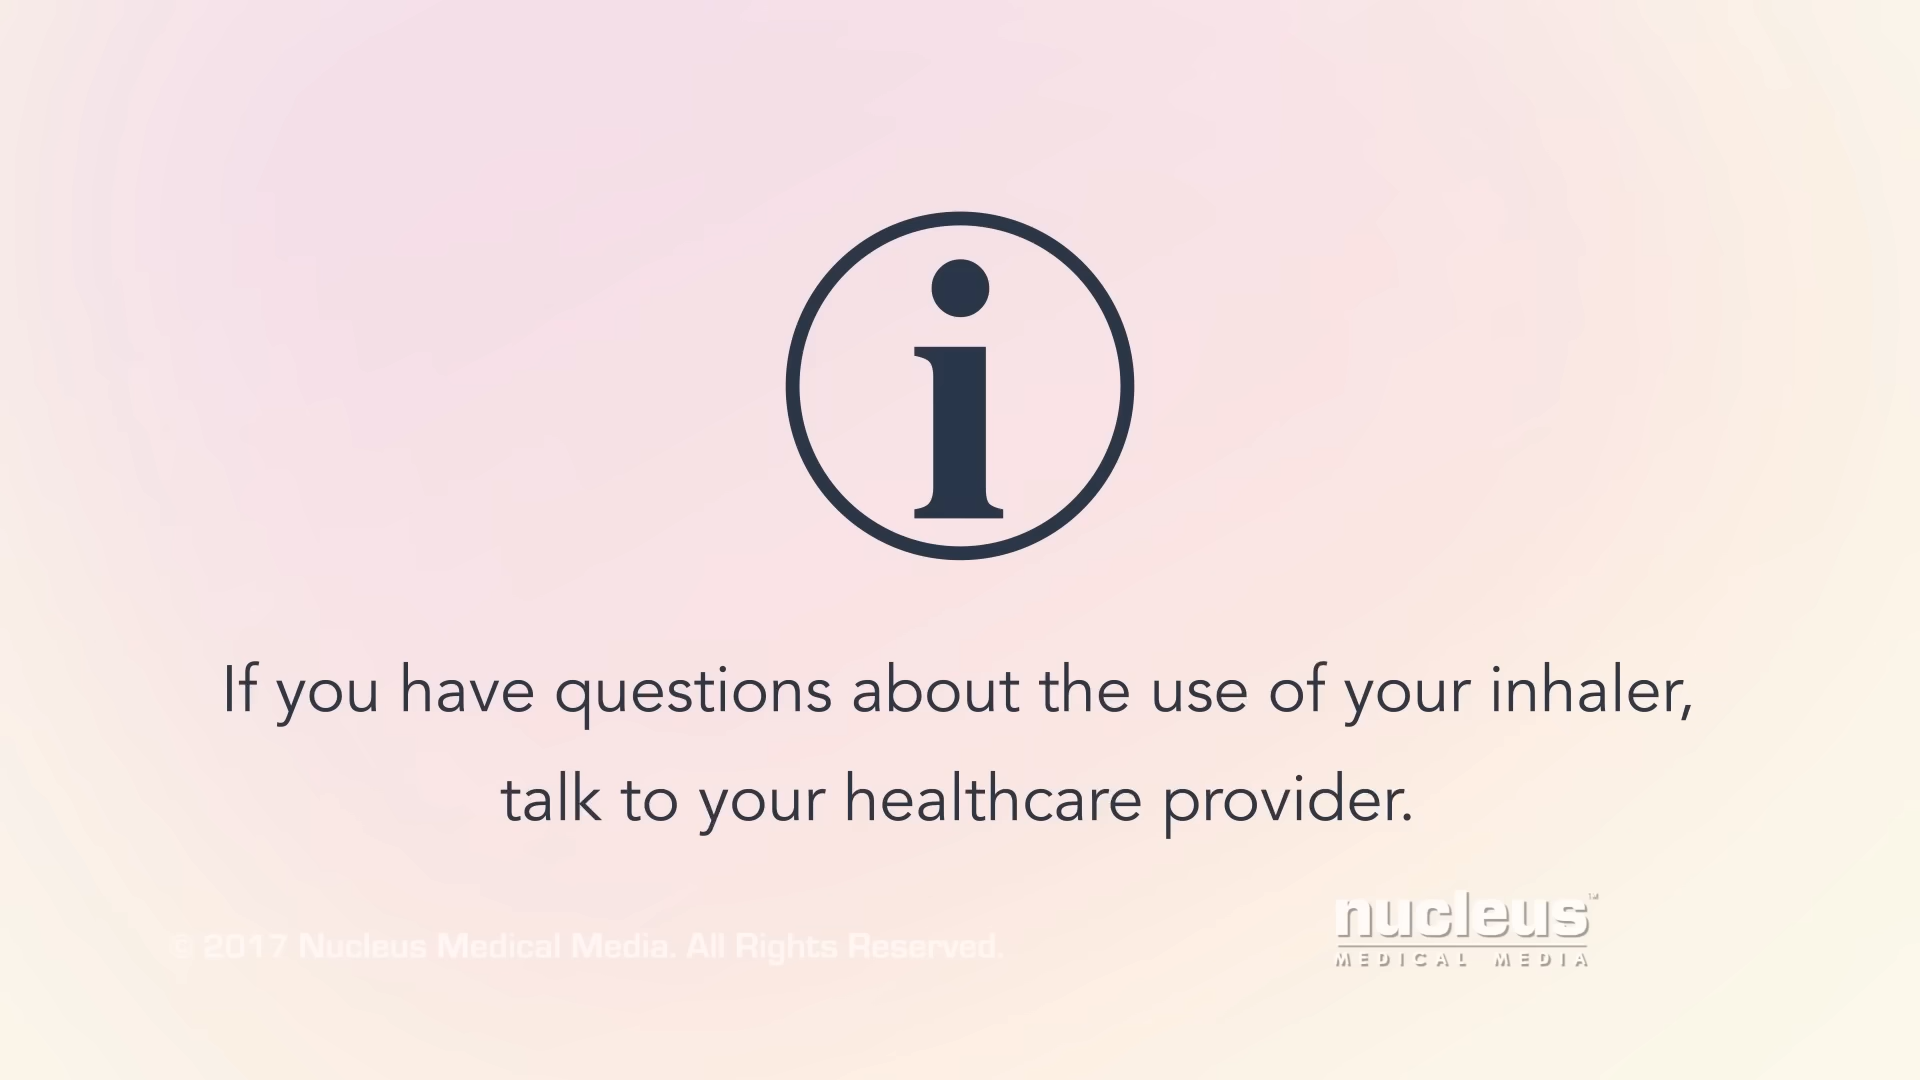 i
If you have questions about the use of your inhaler,
talk to your healthcare provider.
© 2017 Nucleus Medical Media. All Rights Reserved.
nucleus™
MEDICAL MEDIA